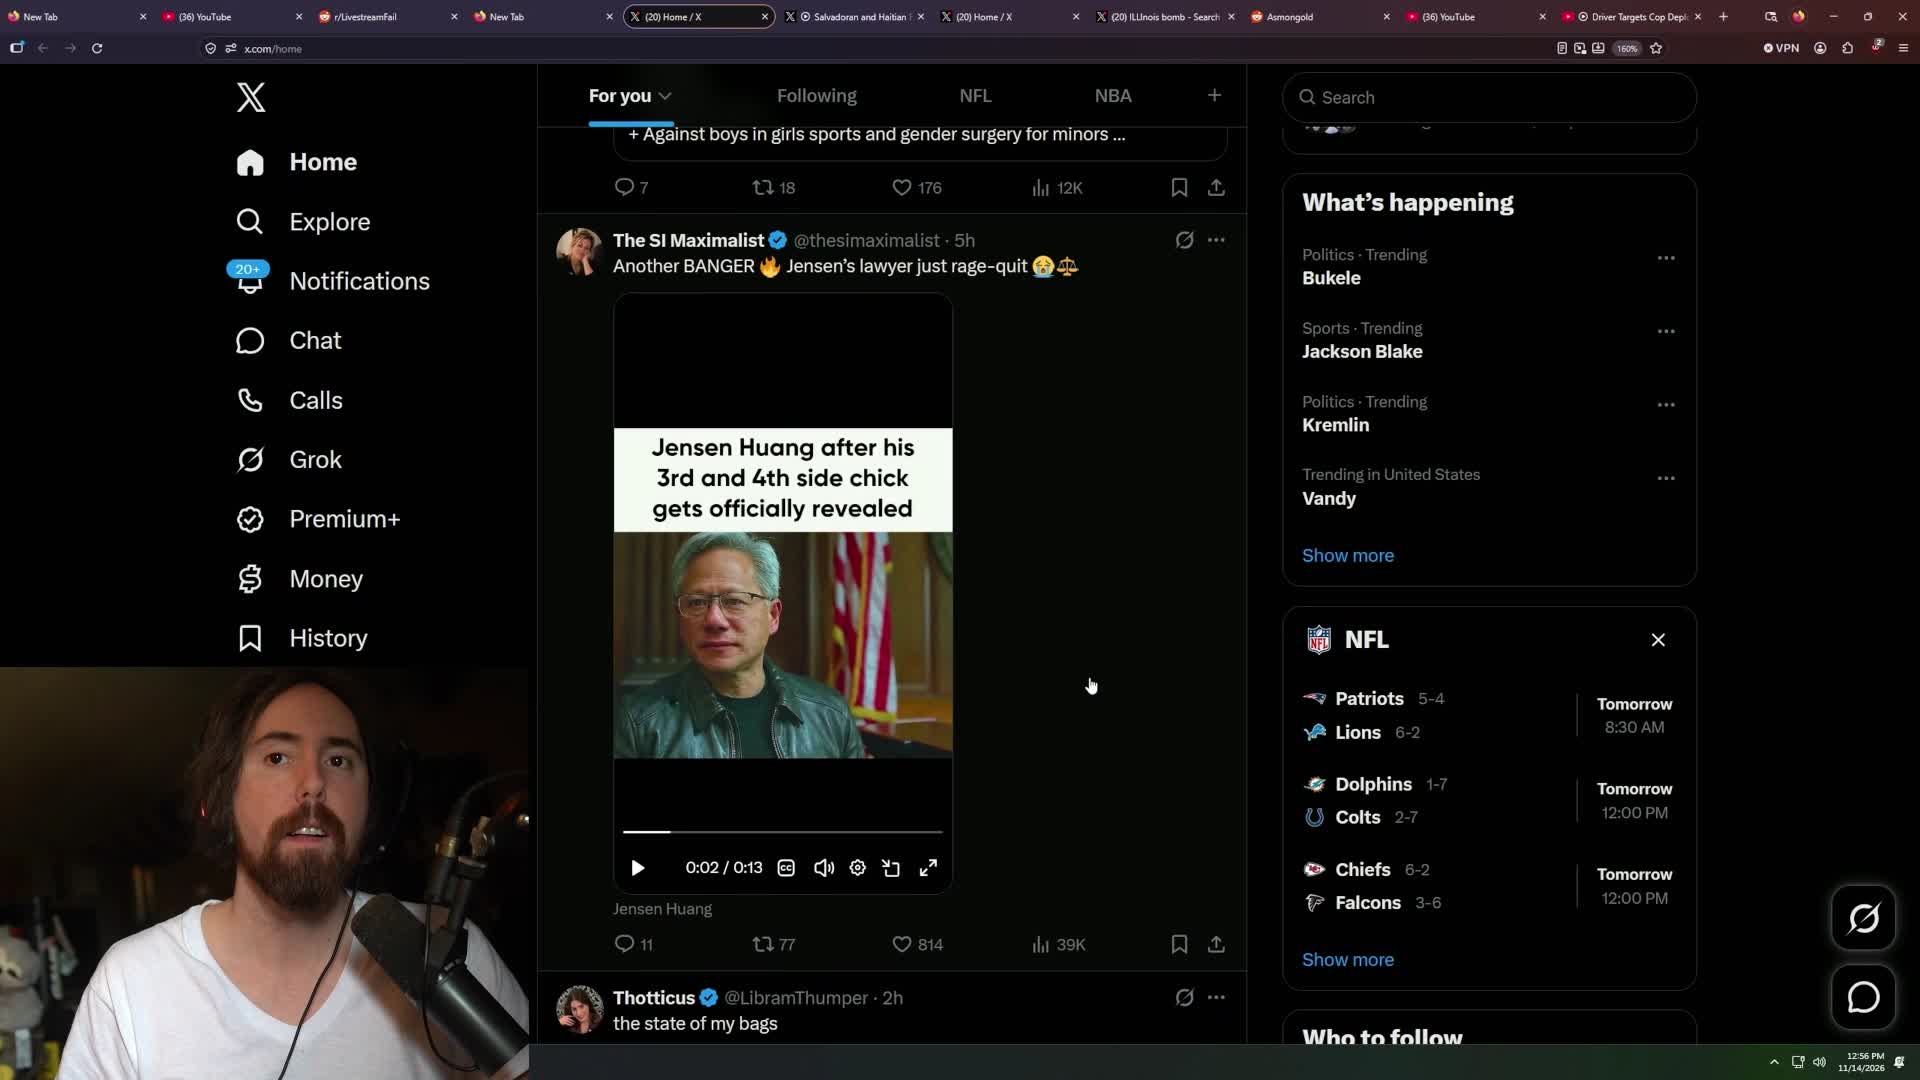 New Tab
(36) YouTube
r/LivestreamFail
New Tab
(20) Home / X
Salvadoran and Haitian
(20) Home / X
(20) ILLInois bomb - Search
Asmongold
(36) YouTube
Driver Targets Cop Depl
x.com/home
160%
VPN
2
Home
Explore
20+
Notifications
Chat
Calls
Grok
Premium+
Money
History
For you
Following
NFL
NBA
+ Against boys in girls sports and gender surgery for minors ...
7
18
176
12K
The SI Maximalist @thesimaximalist · 5h
Another BANGER 🔥 Jensen's lawyer just rage-quit 😭⚖️
Jensen Huang after his
3rd and 4th side chick
gets officially revealed
0:02 / 0:13
CC
Jensen Huang
11
77
814
39K
Thotticus @LibramThumper · 2h
the state of my bags
Search
What's happening
Politics · Trending
Bukele
Sports · Trending
Jackson Blake
Politics · Trending
Kremlin
Trending in United States
Vandy
Show more
NFL
Patriots 5-4
Lions 6-2
Tomorrow
8:30 AM
Dolphins 1-7
Colts 2-7
Tomorrow
12:00 PM
Chiefs 6-2
Falcons 3-6
Tomorrow
12:00 PM
Show more
Who to follow
12:56 PM
11/14/2026